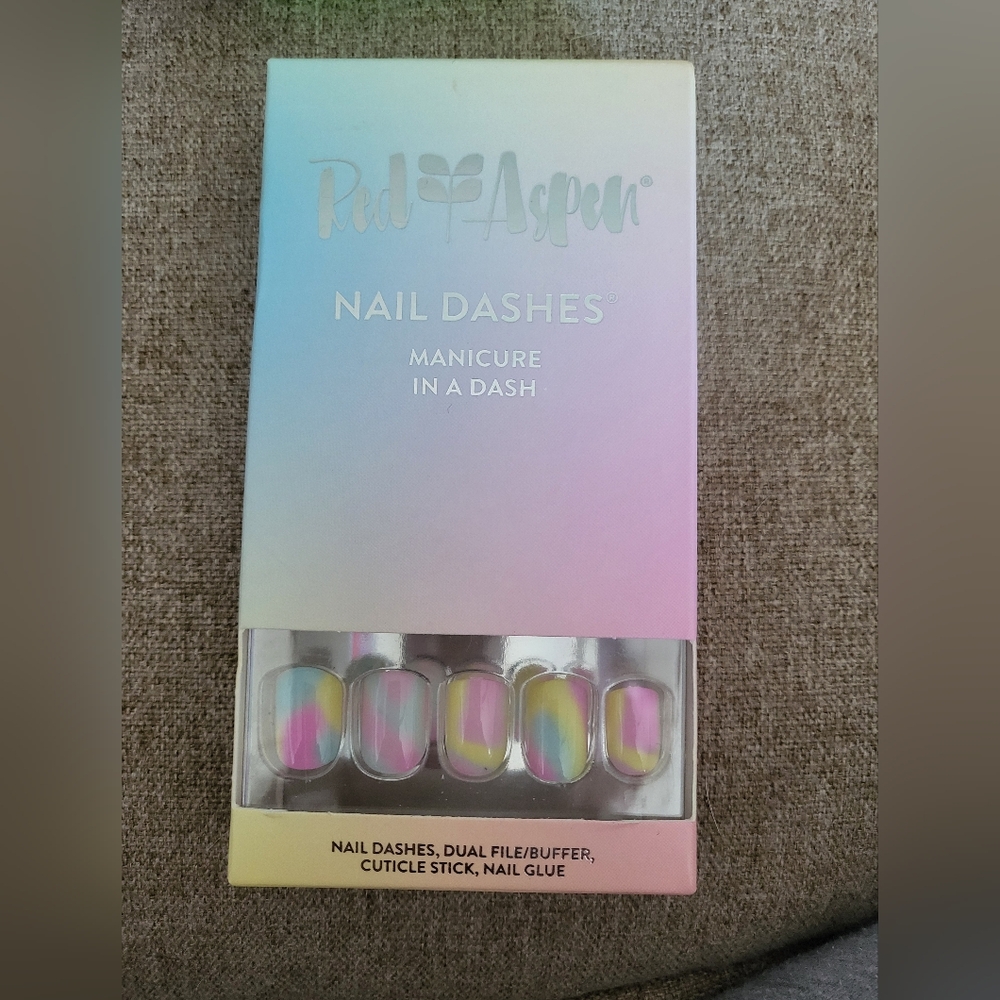 Red Aspen®
NAIL DASHES®
MANICURE
IN A DASH
NAIL DASHES, DUAL FILE/BUFFER,
CUTICLE STICK, NAIL GLUE